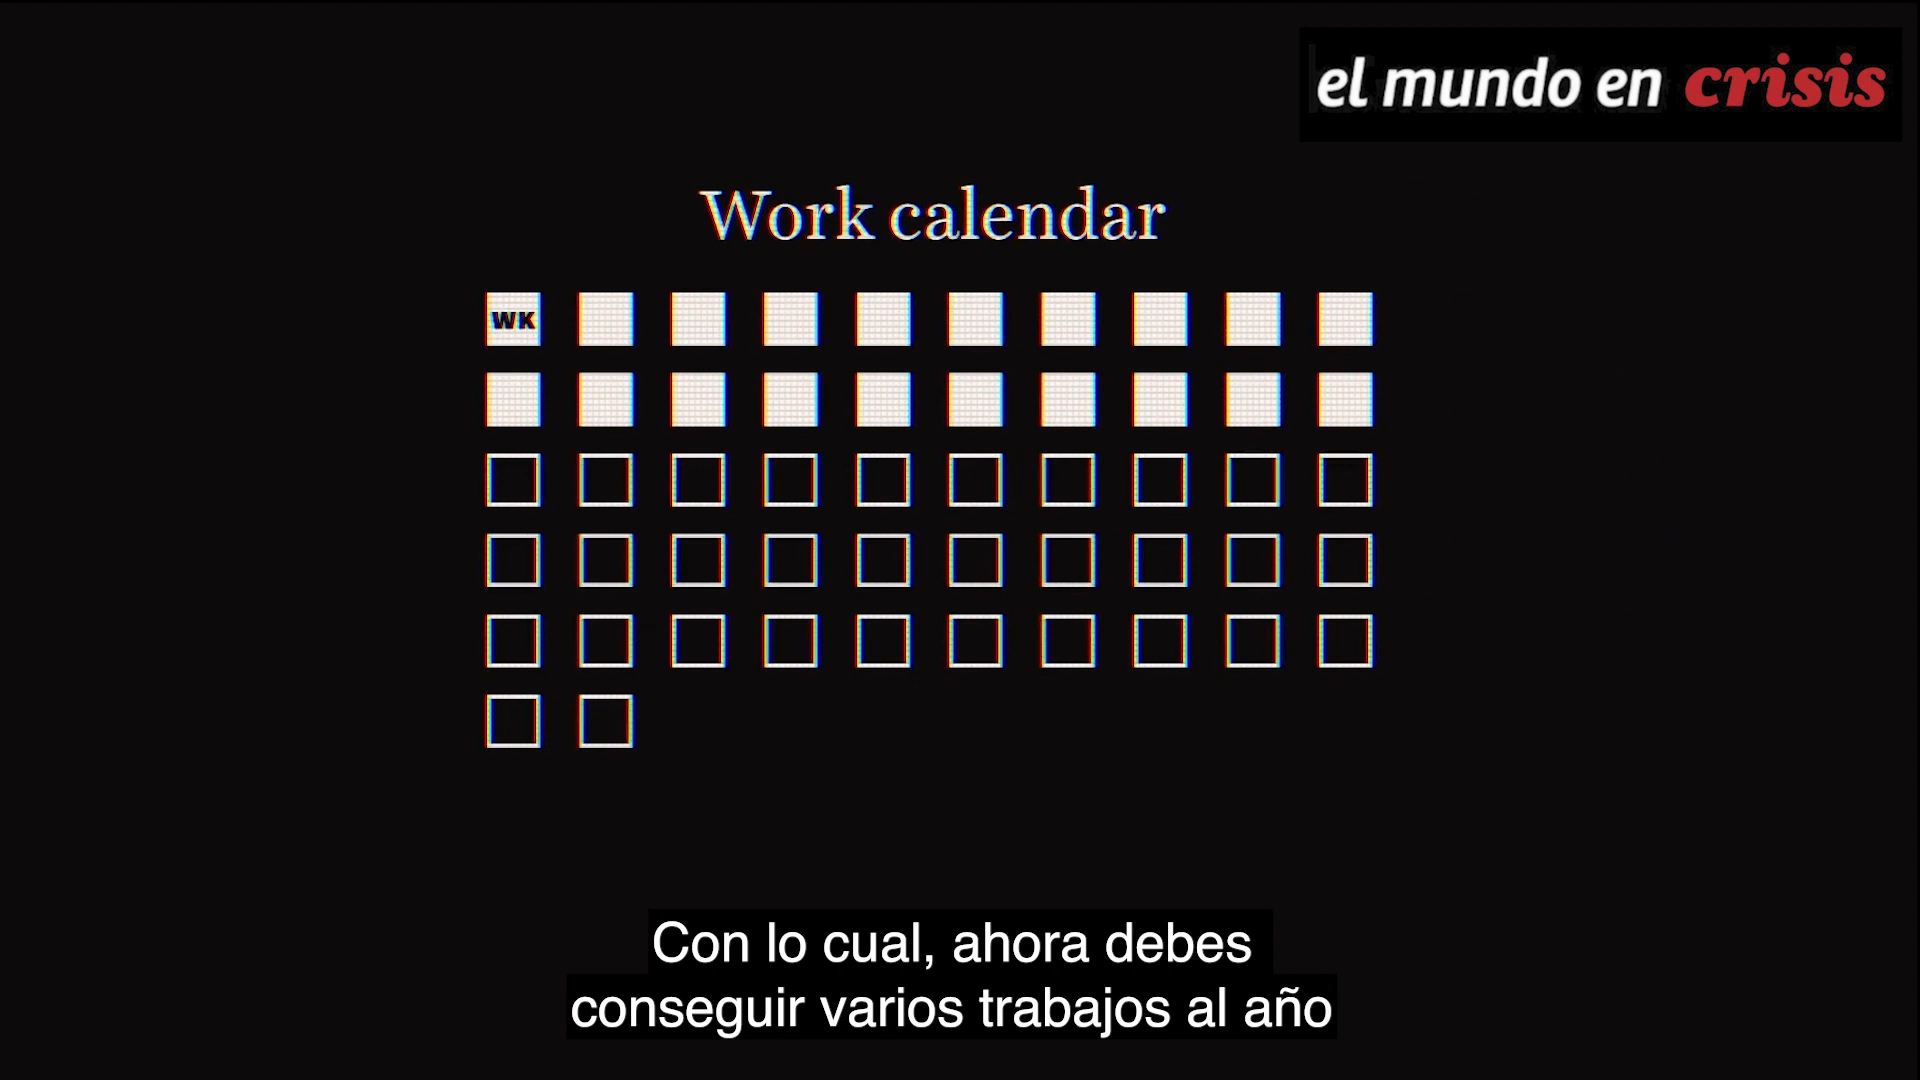 el mundo en crisis
Work calendar
WK
Con lo cual, ahora debes
conseguir varios trabajos al año